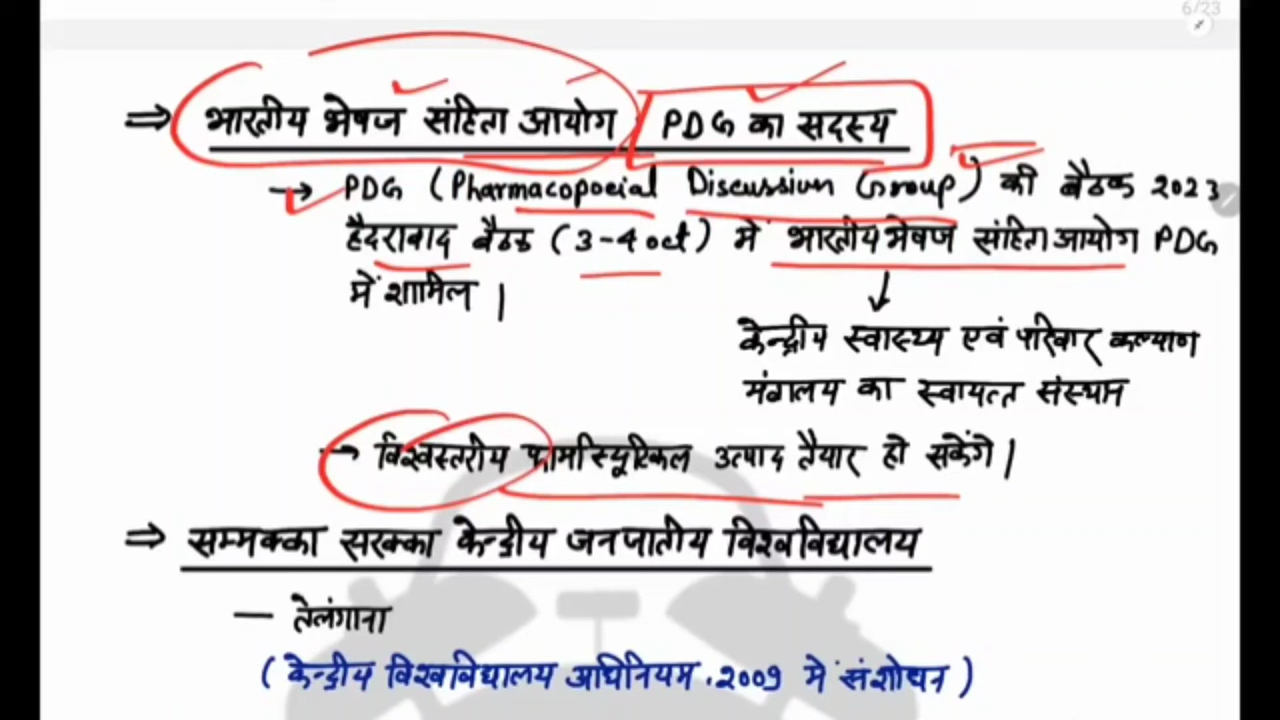 6/23
⇒ भारतीय भेषज संहिता आयोग PDG का सदस्य
→ PDG (Pharmacopoeial Discussion Group) की बैठक 2023
हैदराबाद बैठक (3-4 oct) में भारतीय भेषज संहिता आयोग PDG
में शामिल |
↓
केन्द्रीय स्वास्थ्य एवं परिवार कल्याण
मंत्रालय का स्वायत्त संस्थान
→ विश्वस्तरीय फार्मास्यूटिकल उत्पाद तैयार हो सकेंगे |
⇒ सम्मक्का सरक्का केन्द्रीय जनजातीय विश्वविद्यालय
— तेलंगाना
(केन्द्रीय विश्वविद्यालय अधिनियम, 2009 में संशोधन)